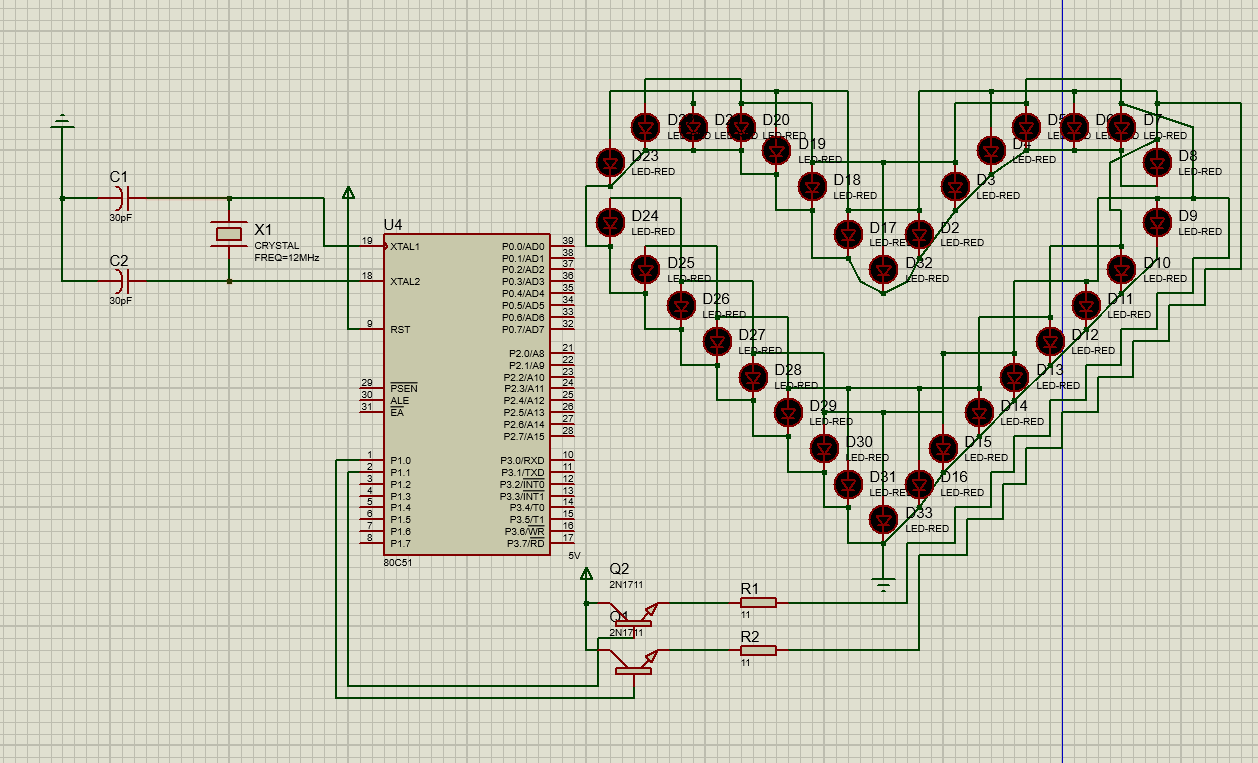 C1
30pF
X1
CRYSTAL
FREQ=12MHz
C2
30pF
U4
19 XTAL1
18 XTAL2
9 RST
29 PSEN
30 ALE
31 EA
1 P1.0
2 P1.1
3 P1.2
4 P1.3
5 P1.4
6 P1.5
7 P1.6
8 P1.7
P0.0/AD0 39
P0.1/AD1 38
P0.2/AD2 37
P0.3/AD3 36
P0.4/AD4 35
P0.5/AD5 34
P0.6/AD6 33
P0.7/AD7 32
P2.0/A8 21
P2.1/A9 22
P2.2/A10 23
P2.3/A11 24
P2.4/A12 25
P2.5/A13 26
P2.6/A14 27
P2.7/A15 28
P3.0/RXD 10
P3.1/TXD 11
P3.2/INT0 12
P3.3/INT1 13
P3.4/T0 14
P3.5/T1 15
P3.6/WR 16
P3.7/RD 17
80C51
5V
D20
LED-RED
D19
LED-RED
D23
LED-RED
D18
LED-RED
D17
LED-RED
D24
LED-RED
D25
LED-RED
D26
LED-RED
D27
LED-RED
D28
LED-RED
D29
LED-RED
D30
LED-RED
D31
LED-RED
D32
LED-RED
D33
LED-RED
D2
LED-RED
D3
LED-RED
D4
LED-RED
D7
LED-RED
D8
LED-RED
D9
LED-RED
D10
LED-RED
D11
LED-RED
D12
LED-RED
D13
LED-RED
D14
LED-RED
D15
LED-RED
D16
LED-RED
Q2
2N1711
Q1
2N1711
R1
11
R2
11